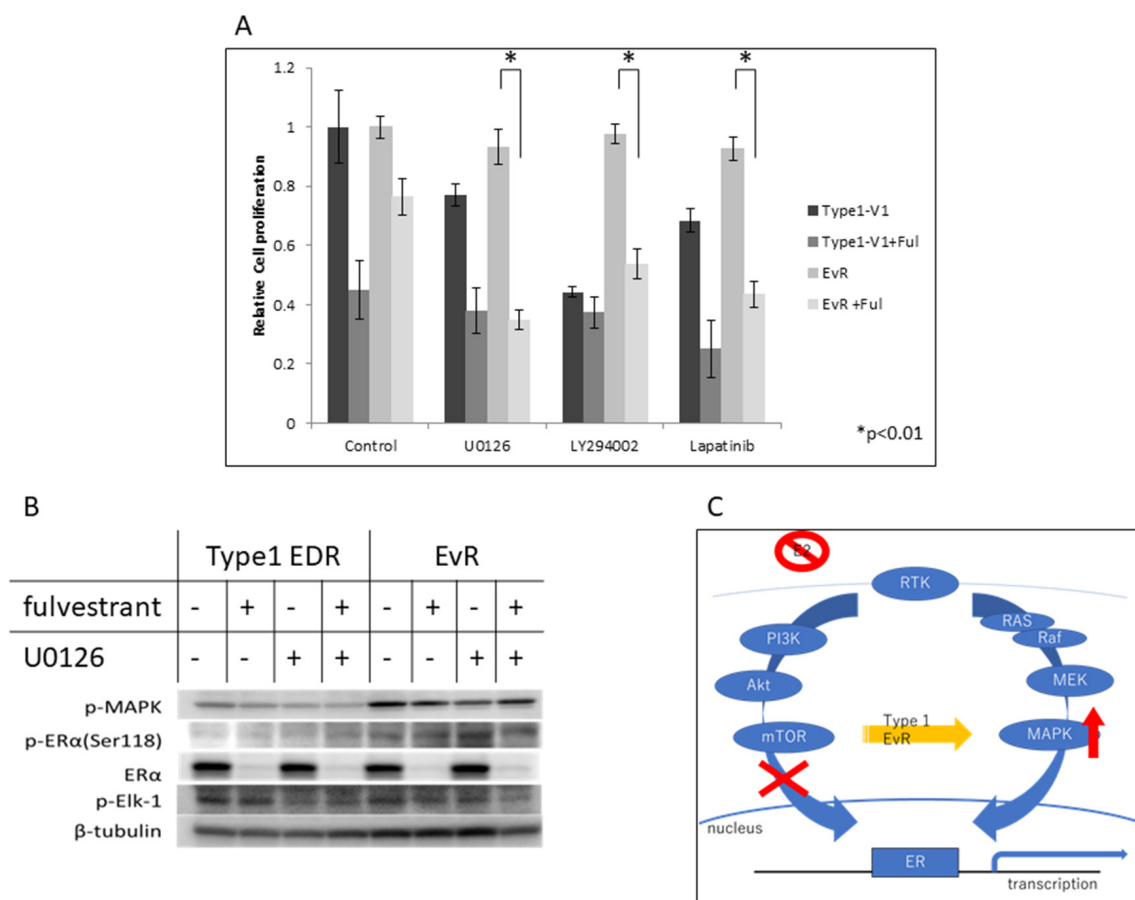 A
1.2
1
0.8
0.6
0.4
0.2
0
Relative Cell proliferation
* * *
Control U0126 LY294002 Lapatinib
Type1-V1
Type1-V1+Ful
EvR
EvR +Ful
*p<0.01
B
Type1 EDR EvR
fulvestrant - + - + - + - +
U0126 - - + + - - + +
p-MAPK
p-ERα(Ser118)
ERα
p-Elk-1
β-tubulin
C
E2
RTK
PI3K
RAS
Raf
Akt
MEK
mTOR
Type 1
EvR
MAPK
nucleus
ER
transcription